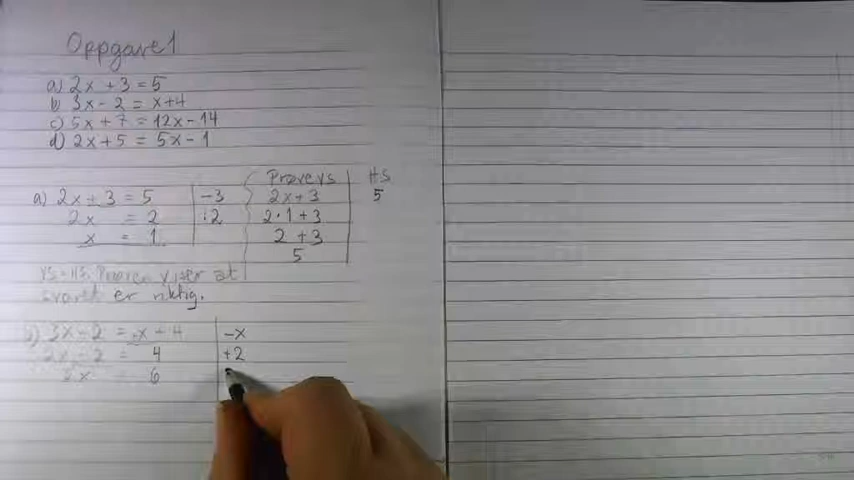 Oppgave 1
a) 2x + 3 = 5
b) 3x - 2 = x + 4
c) 5x + 7 = 12x - 14
d) 2x + 5 = 5x - 1
Prøve VS HS
a) 2x + 3 = 5 -3 2x + 3 5
2x = 2 :2 2·1 + 3
x = 1 2 + 3
5
VS = HS Prøven viser at
svaret er riktig.
b) 3x - 2 = x + 4 -x
2x - 2 = 4 +2
2x = 6